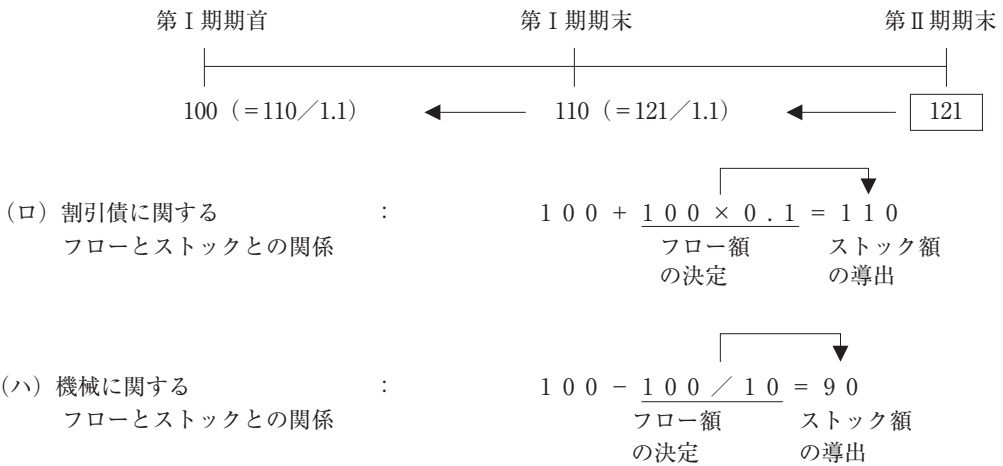 第Ⅰ期期首 第Ⅰ期期末 第Ⅱ期期末
100（＝110／1.1） 110（＝121／1.1） 121
（ロ）割引債に関する ： 100＋100×0.1＝110
フローとストックとの関係 フロー額 ストック額
の決定 の導出
（ハ）機械に関する ： 100－100／10＝90
フローとストックとの関係 フロー額 ストック額
の決定 の導出